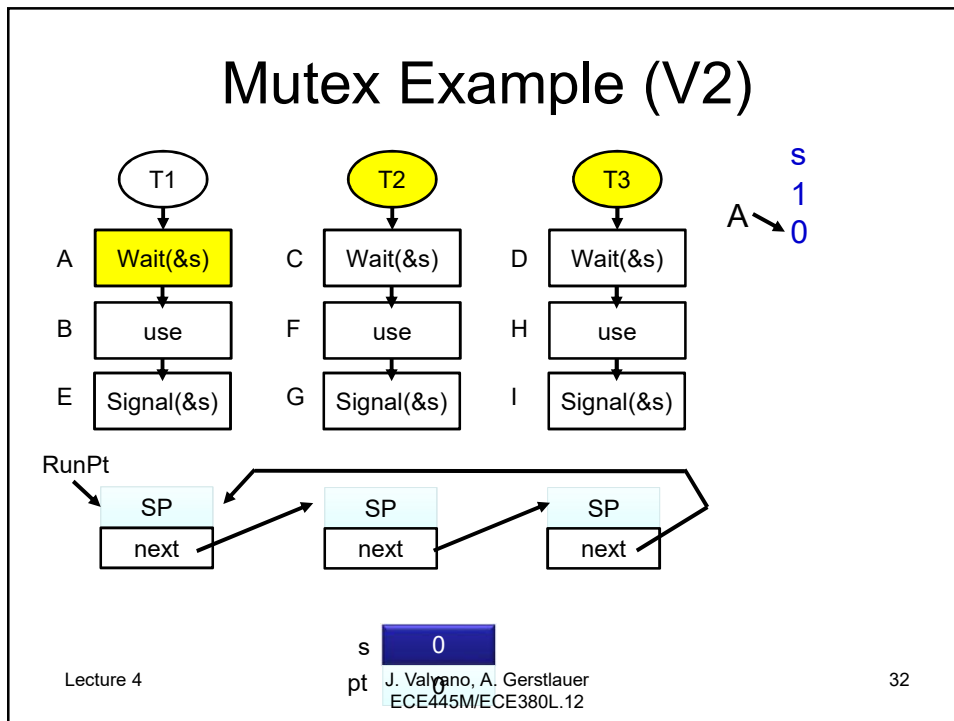 Mutex Example (V2)
s
1
A 0
T1 T2 T3
A Wait(&s) C Wait(&s) D Wait(&s)
B use F use H use
E Signal(&s) G Signal(&s) I Signal(&s)
RunPt
SP SP SP
next next next
s 0
pt 0
Lecture 4
J. Valvano, A. Gerstlauer
ECE445M/ECE380L.12
32